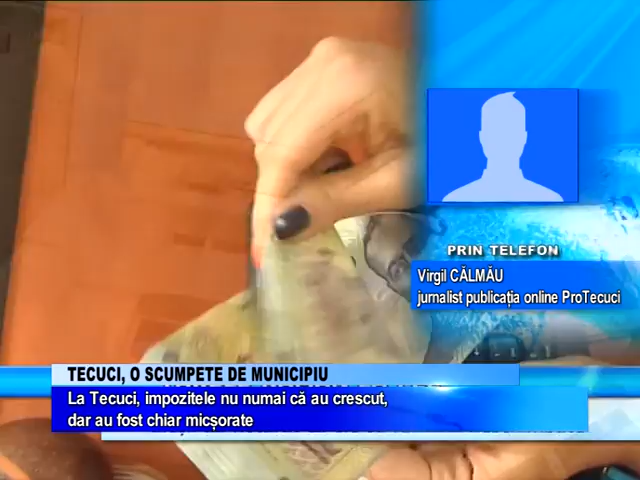 PRIN TELEFON
Virgil CĂLMĂU
jurnalist publicația online ProTecuci
TECUCI, O SCUMPETE DE MUNICIPIU
La Tecuci, impozitele nu numai că au crescut,
dar au fost chiar micșorate